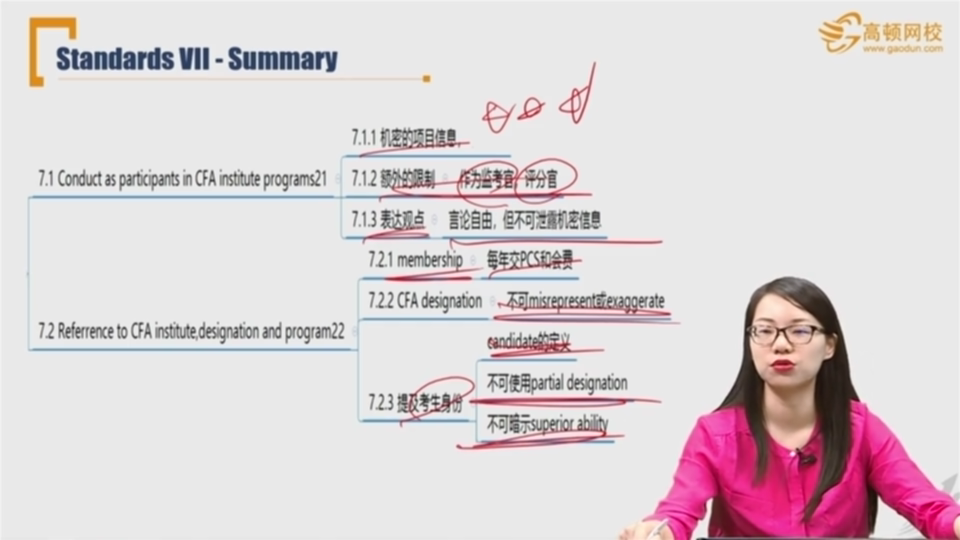 Standards VII - Summary
高顿网校
www.gaodun.com
7.1 Conduct as participants in CFA institute programs21
7.1.1 机密的项目信息,
7.1.2 额外的限制
作为监考官, 评分官
7.1.3 表达观点
言论自由，但不可泄露机密信息
7.2 Referrence to CFA institute,designation and program22
7.2.1 membership
每年交PCS和会费
7.2.2 CFA designation
不可misrepresent或exaggerate
7.2.3 提及考生身份
candidate的定义
不可使用partial designation
不可暗示superior ability